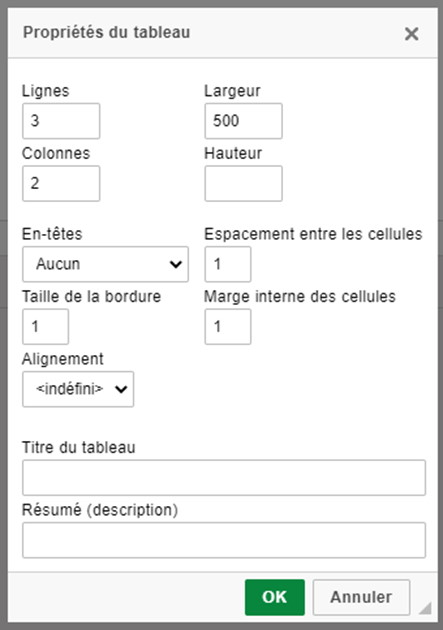 Propriétés du tableau
Lignes Largeur
3 500
Colonnes Hauteur
2
En-têtes Espacement entre les cellules
Aucun 1
Taille de la bordure Marge interne des cellules
1 1
Alignement
<indéfini>
Titre du tableau
Résumé (description)
OK Annuler